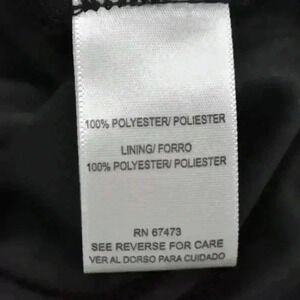 100% POLYESTER/ POLIESTER
LINING/ FORRO
100% POLYESTER/ POLIESTER
RN 67473
SEE REVERSE FOR CARE
VER AL DORSO PARA CUIDADO